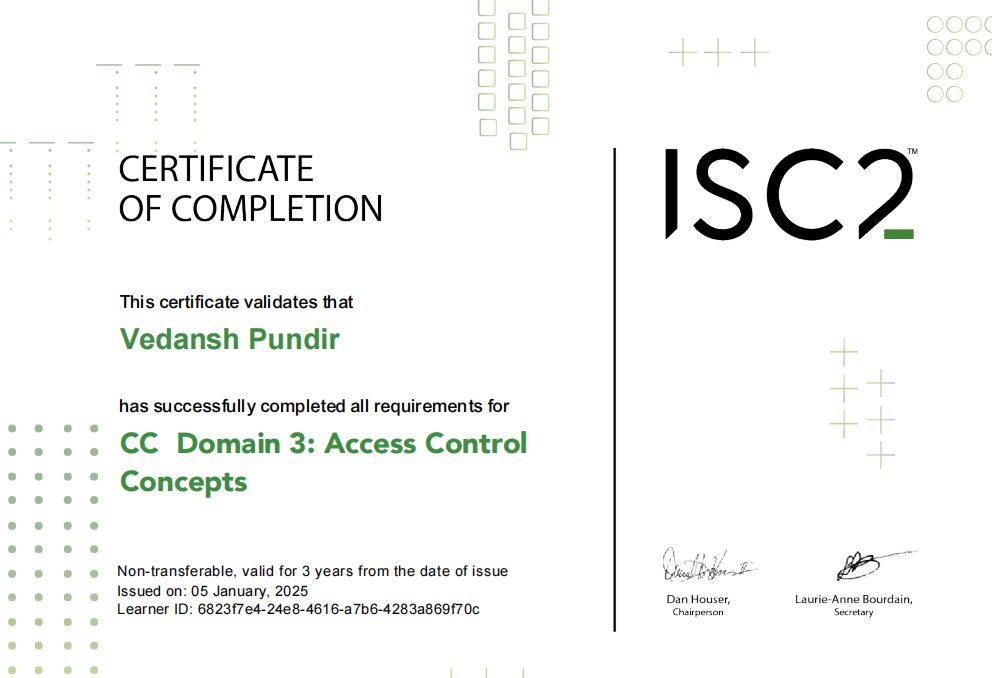 CERTIFICATE
OF COMPLETION
This certificate validates that
Vedansh Pundir
has successfully completed all requirements for
CC  Domain 3: Access Control
Concepts
Non-transferable, valid for 3 years from the date of issue
Issued on: 05 January, 2025
Learner ID: 6823f7e4-24e8-4616-a7b6-4283a869f70c
ISC2™
Dan Houser,
Chairperson
Laurie-Anne Bourdain,
Secretary